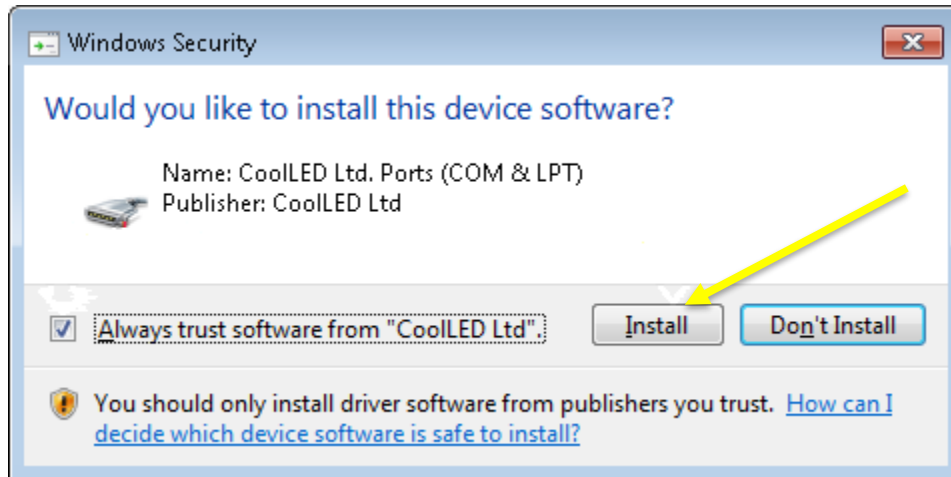 Windows Security
Would you like to install this device software?
Name: CoolLED Ltd. Ports (COM & LPT)
Publisher: CoolLED Ltd
Always trust software from "CoolLED Ltd".
Install
Don't Install
You should only install driver software from publishers you trust. How can I
decide which device software is safe to install?